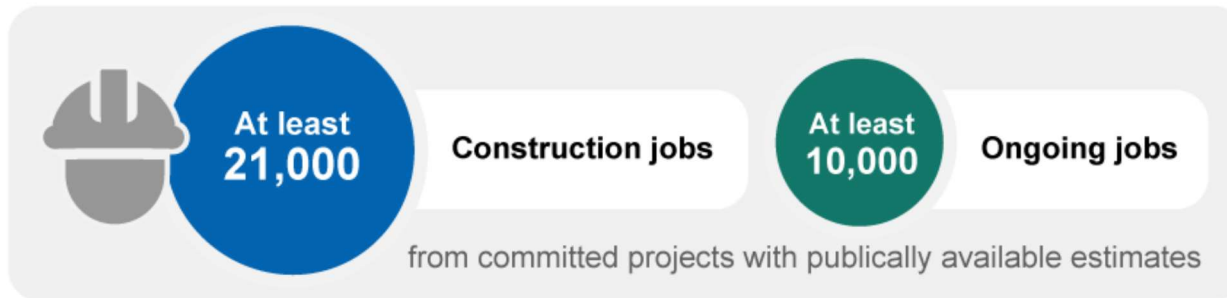 At least
21,000
Construction jobs
At least
10,000
Ongoing jobs
from committed projects with publically available estimates